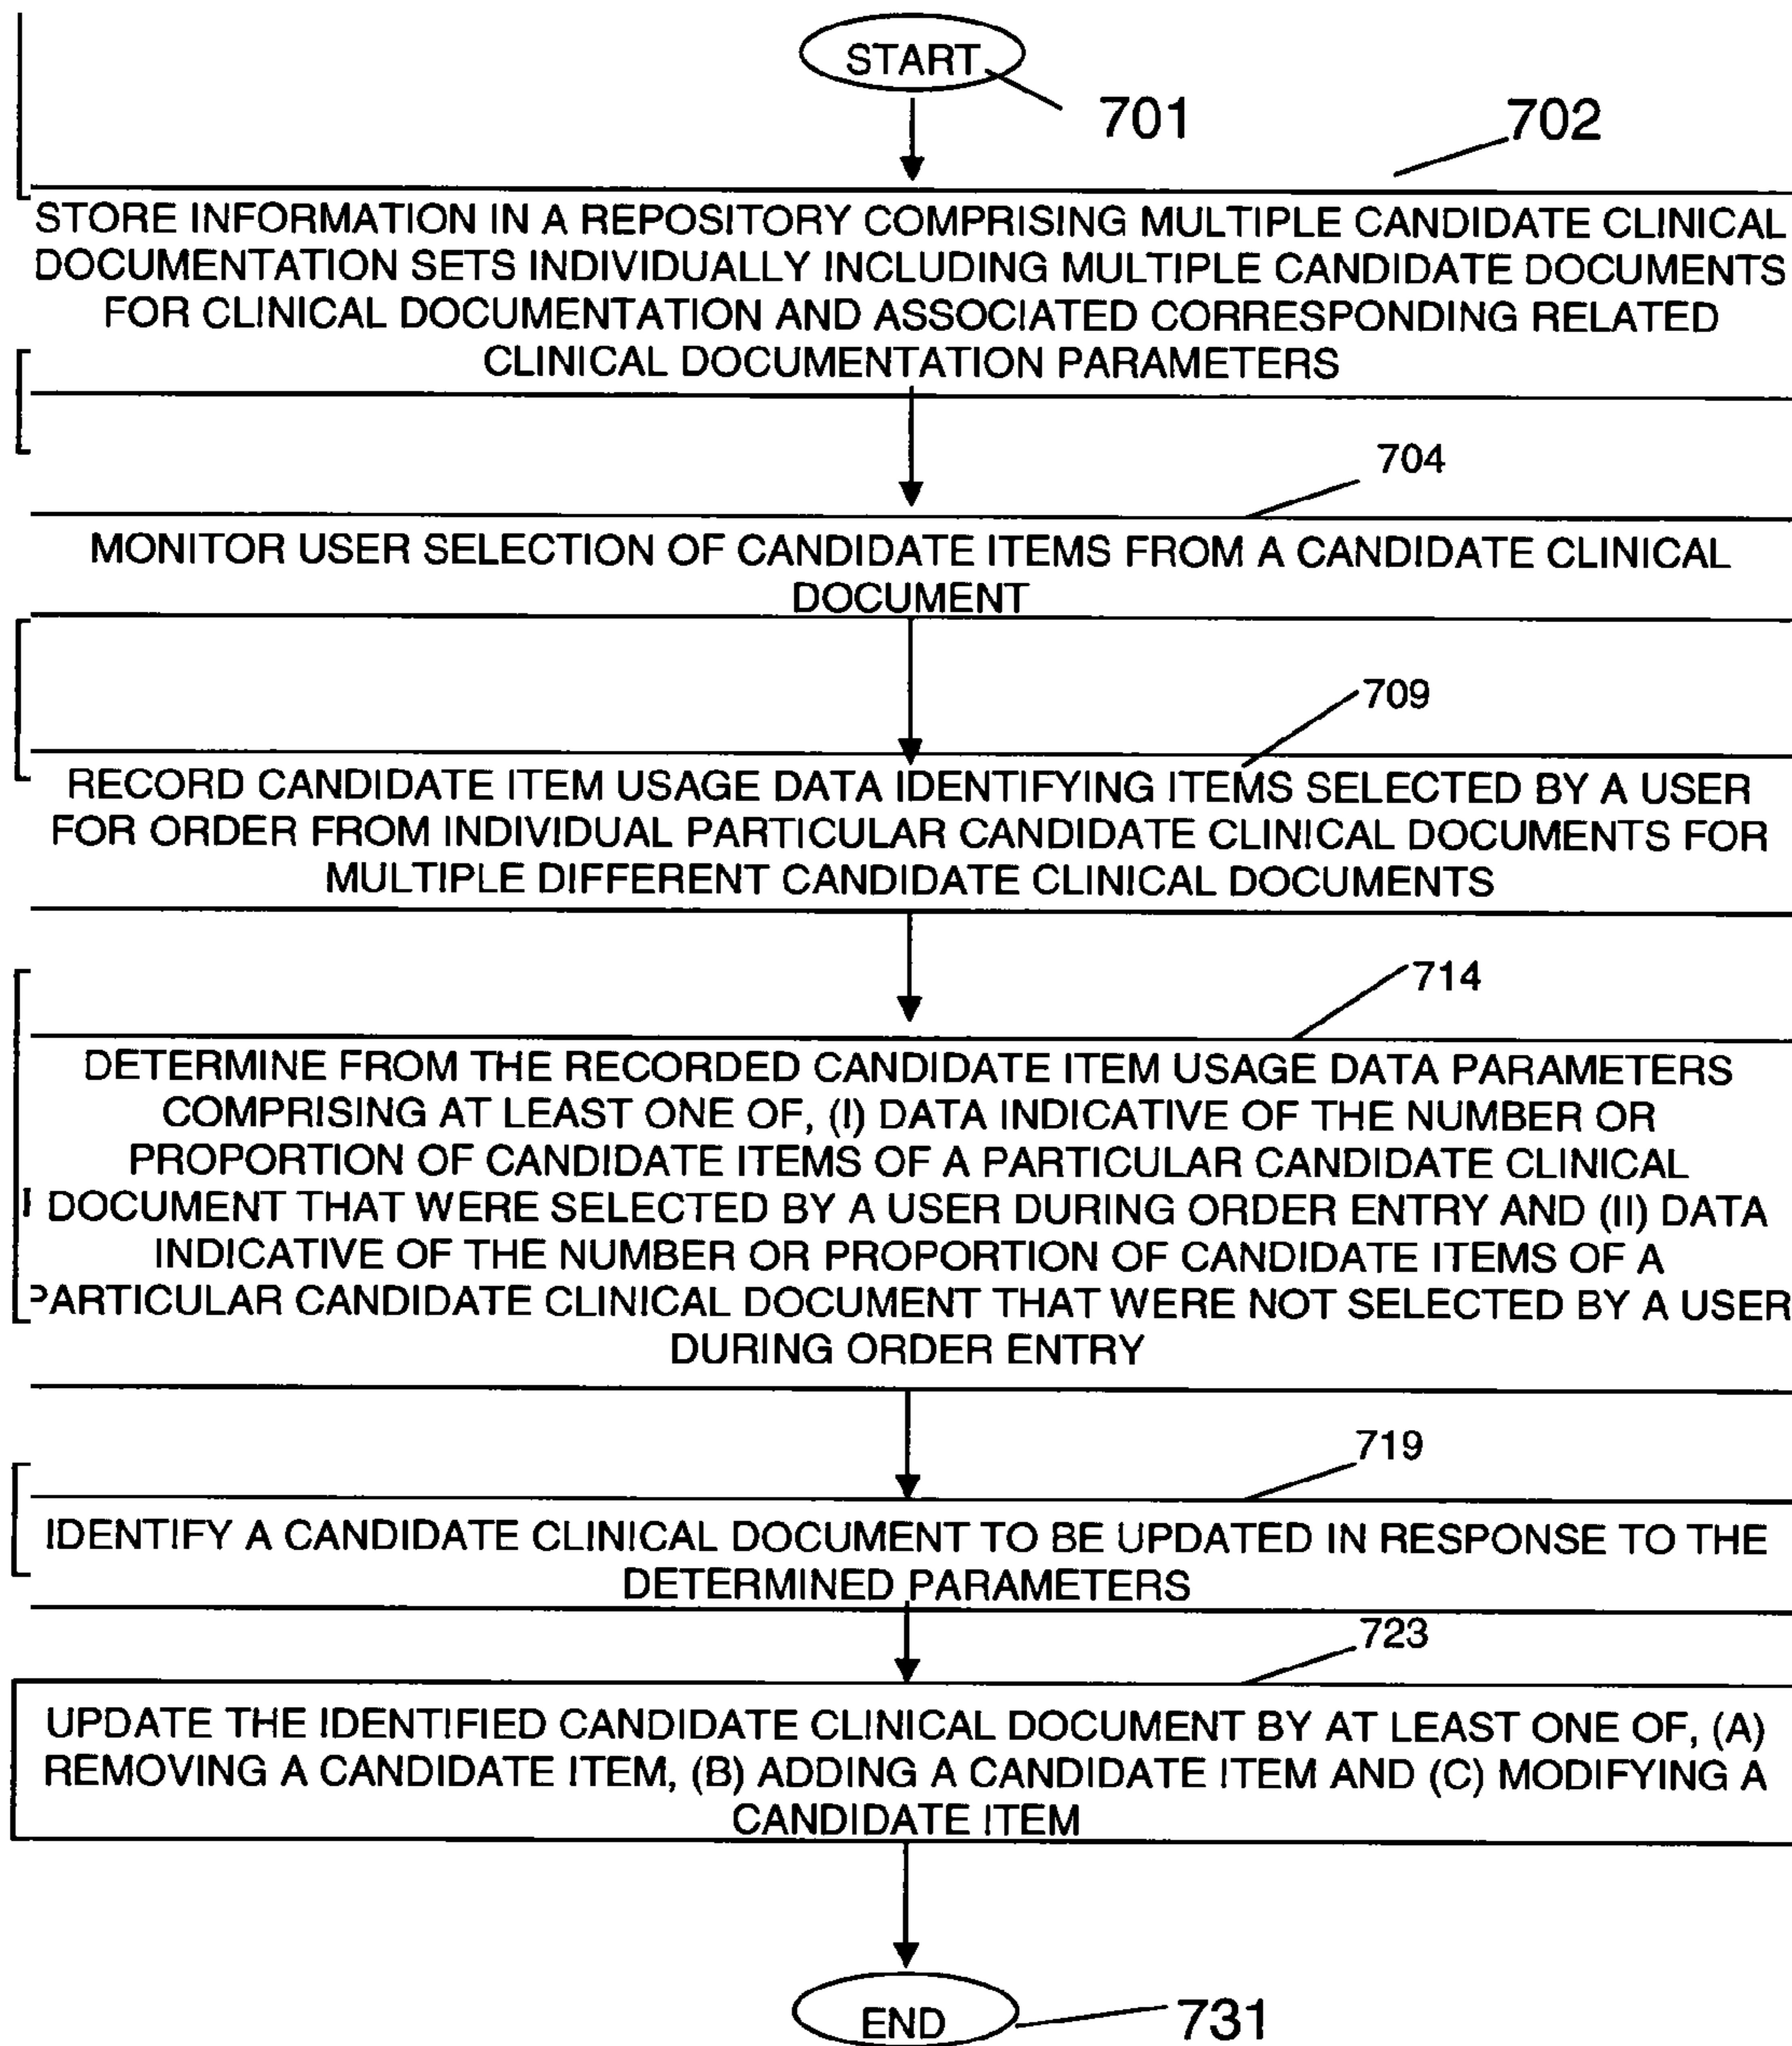 START
701
702
STORE INFORMATION IN A REPOSITORY COMPRISING MULTIPLE CANDIDATE CLINICAL
DOCUMENTATION SETS INDIVIDUALLY INCLUDING MULTIPLE CANDIDATE DOCUMENTS
FOR CLINICAL DOCUMENTATION AND ASSOCIATED CORRESPONDING RELATED
CLINICAL DOCUMENTATION PARAMETERS
704
MONITOR USER SELECTION OF CANDIDATE ITEMS FROM A CANDIDATE CLINICAL
DOCUMENT
709
RECORD CANDIDATE ITEM USAGE DATA IDENTIFYING ITEMS SELECTED BY A USER
FOR ORDER FROM INDIVIDUAL PARTICULAR CANDIDATE CLINICAL DOCUMENTS FOR
MULTIPLE DIFFERENT CANDIDATE CLINICAL DOCUMENTS
714
DETERMINE FROM THE RECORDED CANDIDATE ITEM USAGE DATA PARAMETERS
COMPRISING AT LEAST ONE OF, (I) DATA INDICATIVE OF THE NUMBER OR
PROPORTION OF CANDIDATE ITEMS OF A PARTICULAR CANDIDATE CLINICAL
DOCUMENT THAT WERE SELECTED BY A USER DURING ORDER ENTRY AND (II) DATA
INDICATIVE OF THE NUMBER OR PROPORTION OF CANDIDATE ITEMS OF A
PARTICULAR CANDIDATE CLINICAL DOCUMENT THAT WERE NOT SELECTED BY A USER
DURING ORDER ENTRY
719
IDENTIFY A CANDIDATE CLINICAL DOCUMENT TO BE UPDATED IN RESPONSE TO THE
DETERMINED PARAMETERS
723
UPDATE THE IDENTIFIED CANDIDATE CLINICAL DOCUMENT BY AT LEAST ONE OF, (A)
REMOVING A CANDIDATE ITEM, (B) ADDING A CANDIDATE ITEM AND (C) MODIFYING A
CANDIDATE ITEM
END
731